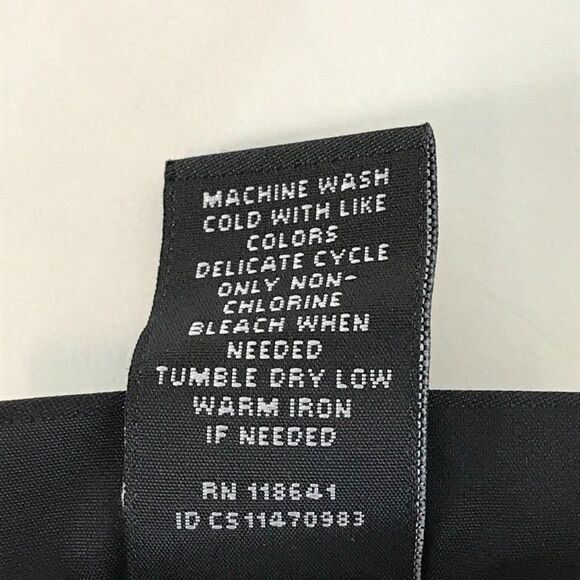 MACHINE WASH
COLD WITH LIKE
COLORS
DELICATE CYCLE
ONLY NON-
CHLORINE
BLEACH WHEN
NEEDED
TUMBLE DRY LOW
WARM IRON
IF NEEDED
RN 118641
ID CS11470983